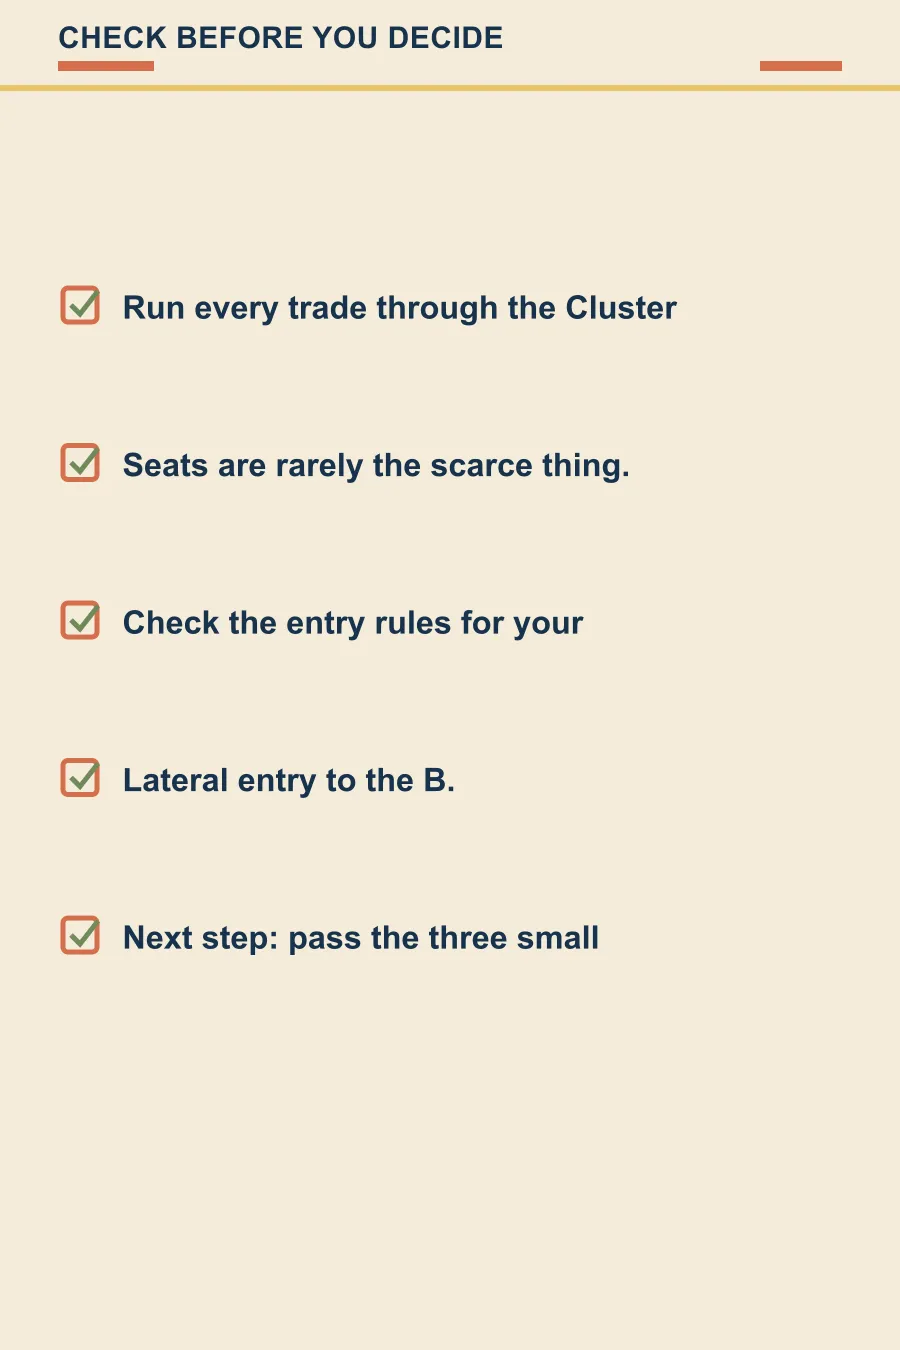 CHECK BEFORE YOU DECIDE
Run every trade through the Cluster
Seats are rarely the scarce thing.
Check the entry rules for your
Lateral entry to the B.
Next step: pass the three small